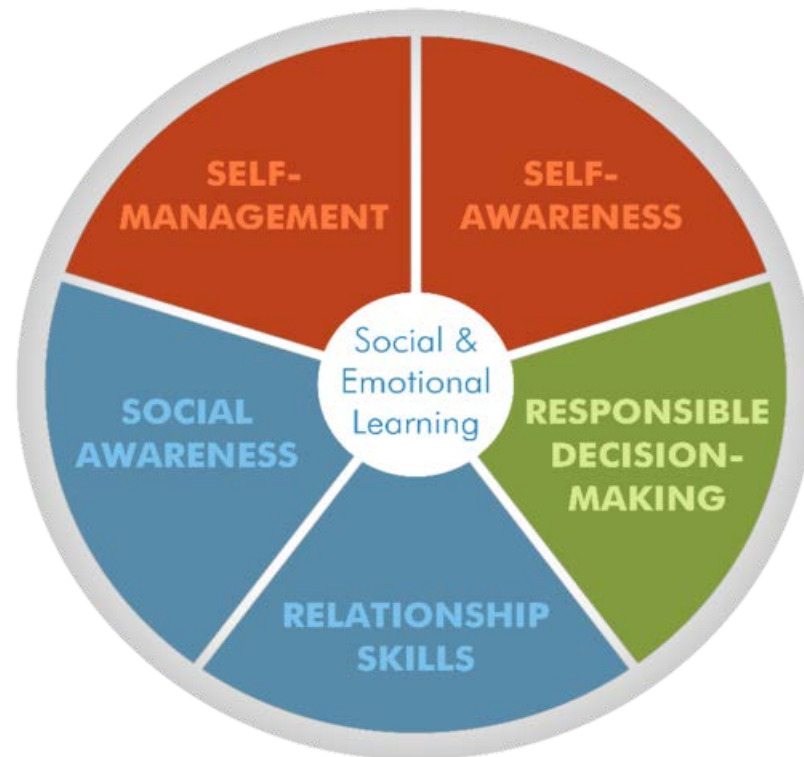 SELF-
MANAGEMENT
SELF-
AWARENESS
Social &
Emotional
Learning
SOCIAL
AWARENESS
RESPONSIBLE
DECISION-
MAKING
RELATIONSHIP
SKILLS